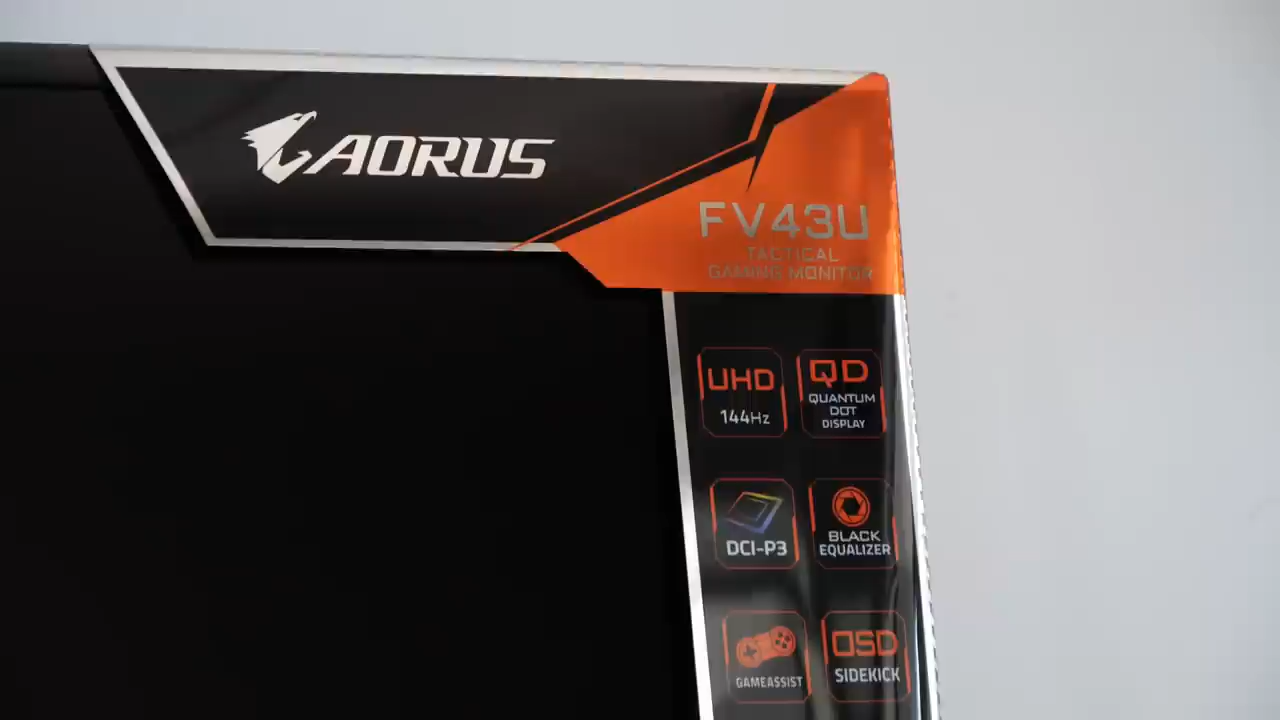 AORUS
FV43U
TACTICAL
GAMING MONITOR
UHD
144Hz
QD
QUANTUM
DOT
DISPLAY
DCI-P3
BLACK
EQUALIZER
GAMEASSIST
OSD
SIDEKICK